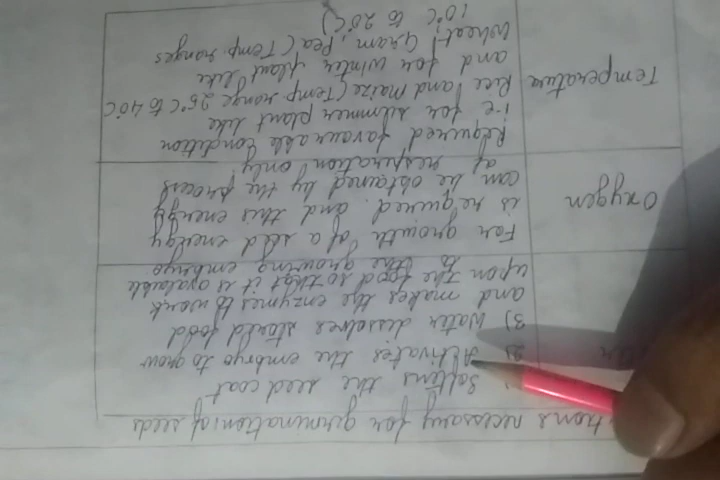 tions necessary for germination of seeds
Softens the seed coat
2) Activates the embryo to grow
3) Water dissolves stored food
and makes the enzymes to work
upon the food so that it is available
to the growing embryo
Oxygen
For growth of a seed energy
is required and this energy
can be obtained by the process
of respiration only
Temperature
Required favourable condition
i.e for summer plant like
Rice and Maize (Temp range 25°C to 40°C
and for winter plant like
Wheat, Gram, Pea (Temp ranges
10°C to 20°C)